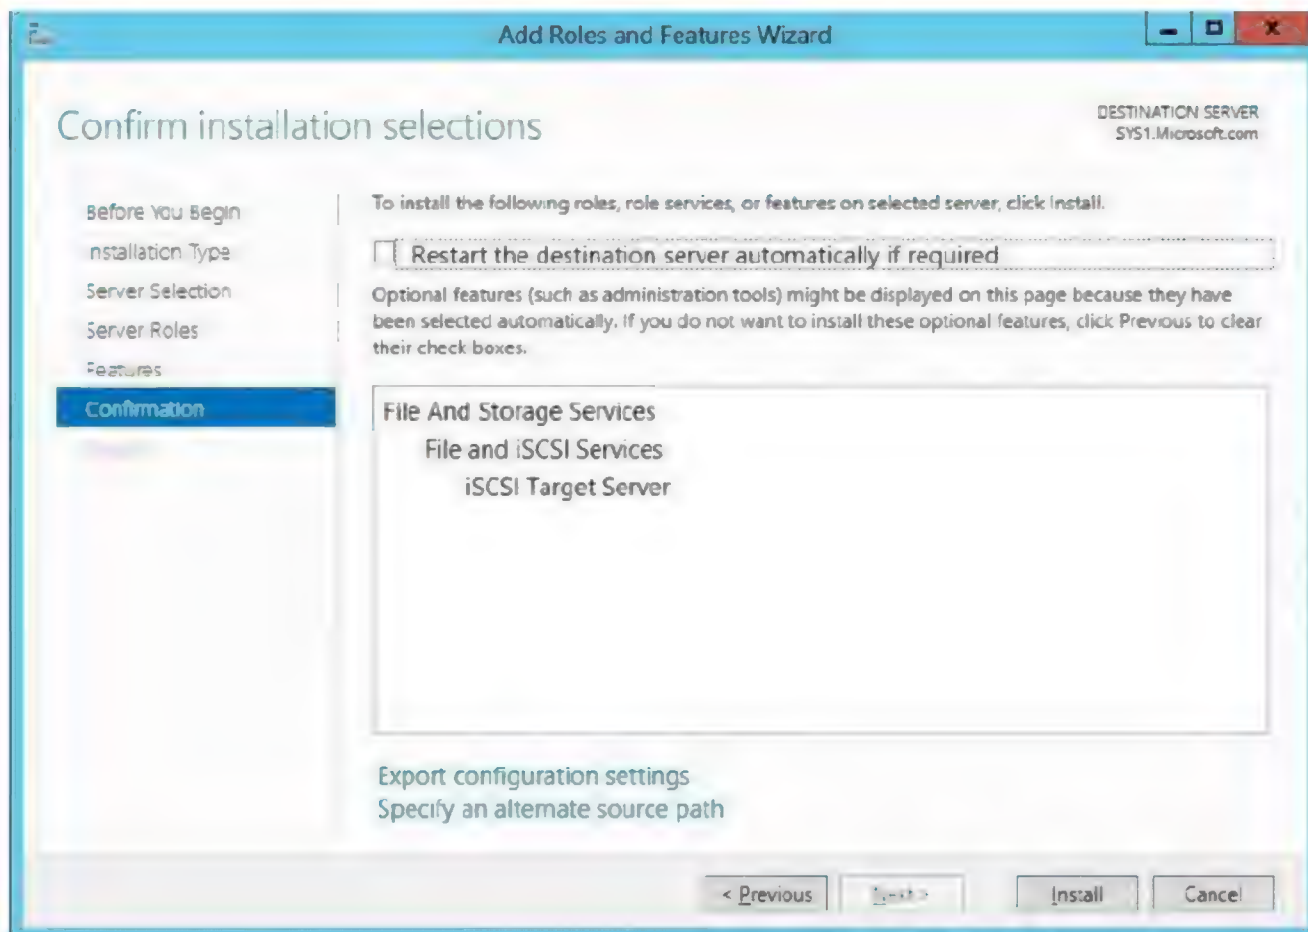 Add Roles and Features Wizard
Confirm installation selections
DESTINATION SERVER
SYS1.Microsoft.com
Before You Begin
Installation Type
Server Selection
Server Roles
Features
Confirmation
To install the following roles, role services, or features on selected server, click Install.
Restart the destination server automatically if required
Optional features (such as administration tools) might be displayed on this page because they have
been selected automatically. If you do not want to install these optional features, click Previous to clear
their check boxes.
File And Storage Services
File and iSCSI Services
iSCSI Target Server
Export configuration settings
Specify an alternate source path
< Previous
Next >
Install
Cancel